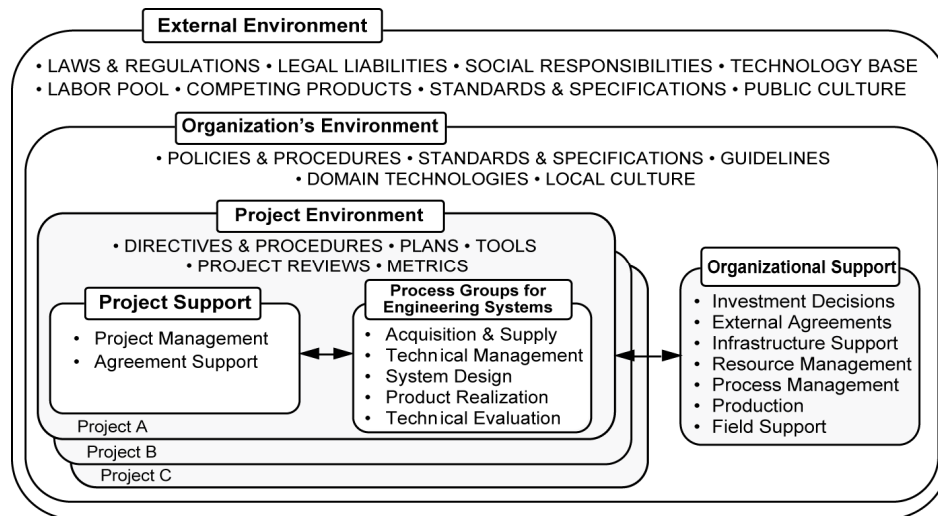 External Environment
• LAWS & REGULATIONS • LEGAL LIABILITIES • SOCIAL RESPONSIBILITIES • TECHNOLOGY BASE
• LABOR POOL • COMPETING PRODUCTS • STANDARDS & SPECIFICATIONS • PUBLIC CULTURE
Organization's Environment
• POLICIES & PROCEDURES • STANDARDS & SPECIFICATIONS • GUIDELINES
• DOMAIN TECHNOLOGIES • LOCAL CULTURE
Project Environment
• DIRECTIVES & PROCEDURES • PLANS • TOOLS
• PROJECT REVIEWS • METRICS
Project Support
• Project Management
• Agreement Support
Process Groups for
Engineering Systems
• Acquisition & Supply
• Technical Management
• System Design
• Product Realization
• Technical Evaluation
Project A
Project B
Project C
Organizational Support
• Investment Decisions
• External Agreements
• Infrastructure Support
• Resource Management
• Process Management
• Production
• Field Support